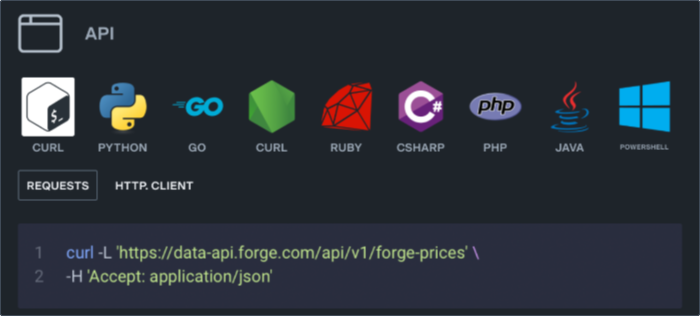 API
$_
GO
C#
php
CURL PYTHON GO CURL RUBY CSHARP PHP JAVA POWERSHELL
REQUESTS HTTP. CLIENT
1 curl -L 'https://data-api.forge.com/api/v1/forge-prices' \
2 -H 'Accept: application/json'